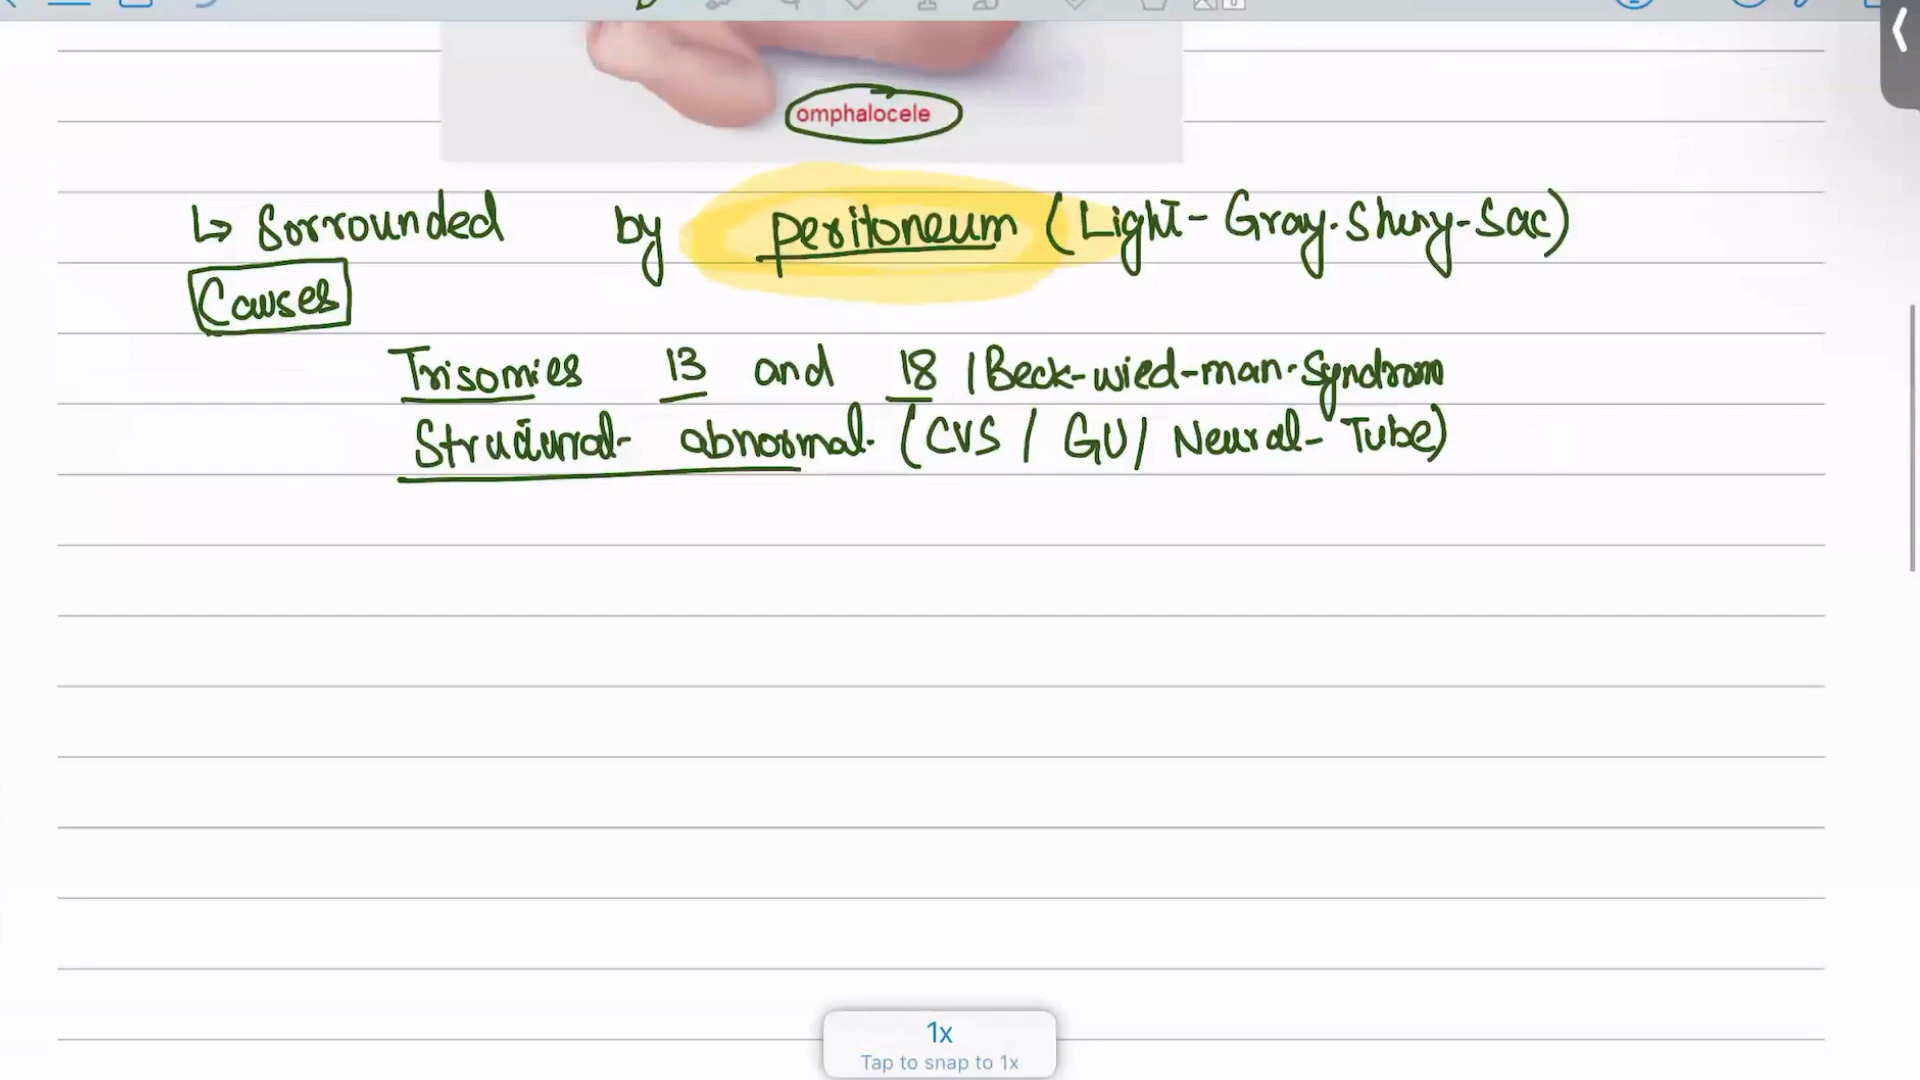 omphalocele
↳ Sorrounded by peritoneum (Light-Gray-Shiny-Sac)
Causes
Trisomies 13 and 18 | Beck-wied-man-Syndrom
Structural- abnormal- (CVS / GU / Neural-Tube)
1x
Tap to snap to 1x